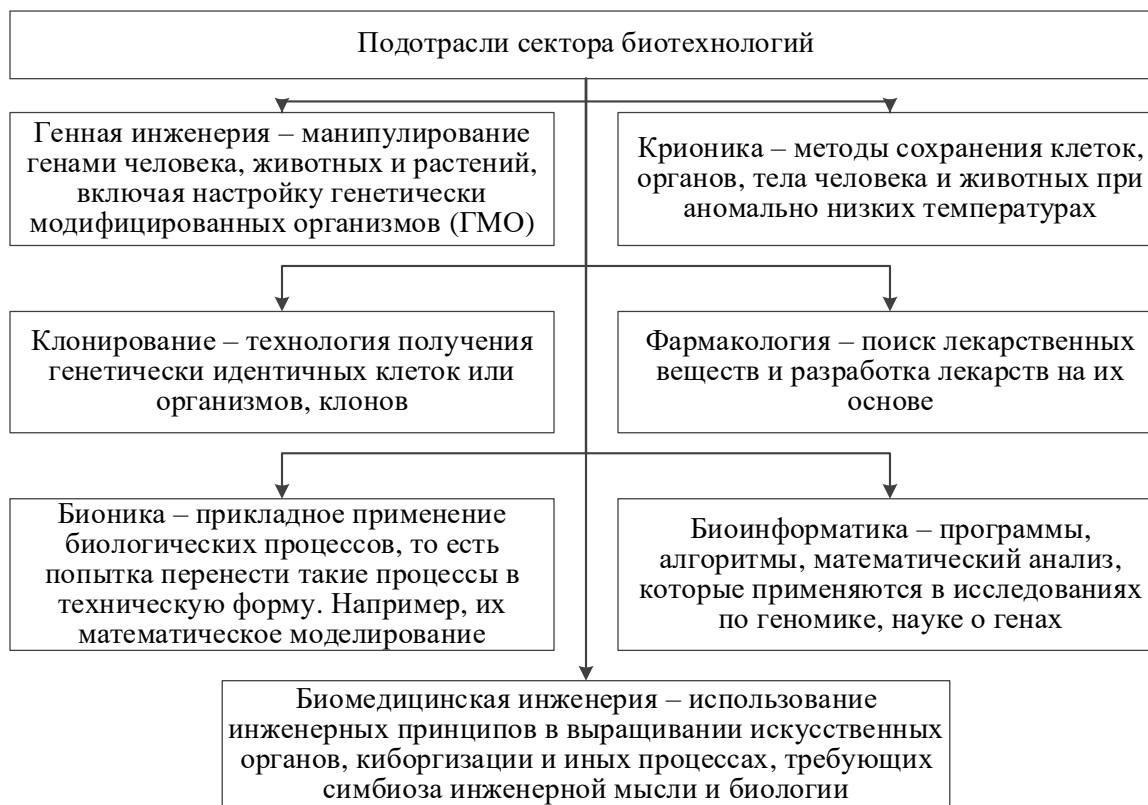 Подотрасли сектора биотехнологий
Генная инженерия – манипулирование
генами человека, животных и растений,
включая настройку генетически
модифицированных организмов (ГМО)
Крионика – методы сохранения клеток,
органов, тела человека и животных при
аномально низких температурах
Клонирование – технология получения
генетически идентичных клеток или
организмов, клонов
Фармакология – поиск лекарственных
веществ и разработка лекарств на их
основе
Бионика – прикладное применение
биологических процессов, то есть
попытка перенести такие процессы в
техническую форму. Например, их
математическое моделирование
Биоинформатика – программы,
алгоритмы, математический анализ,
которые применяются в исследованиях
по геномике, науке о генах
Биомедицинская инженерия – использование
инженерных принципов в выращивании искусственных
органов, киборгизации и иных процессах, требующих
симбиоза инженерной мысли и биологии